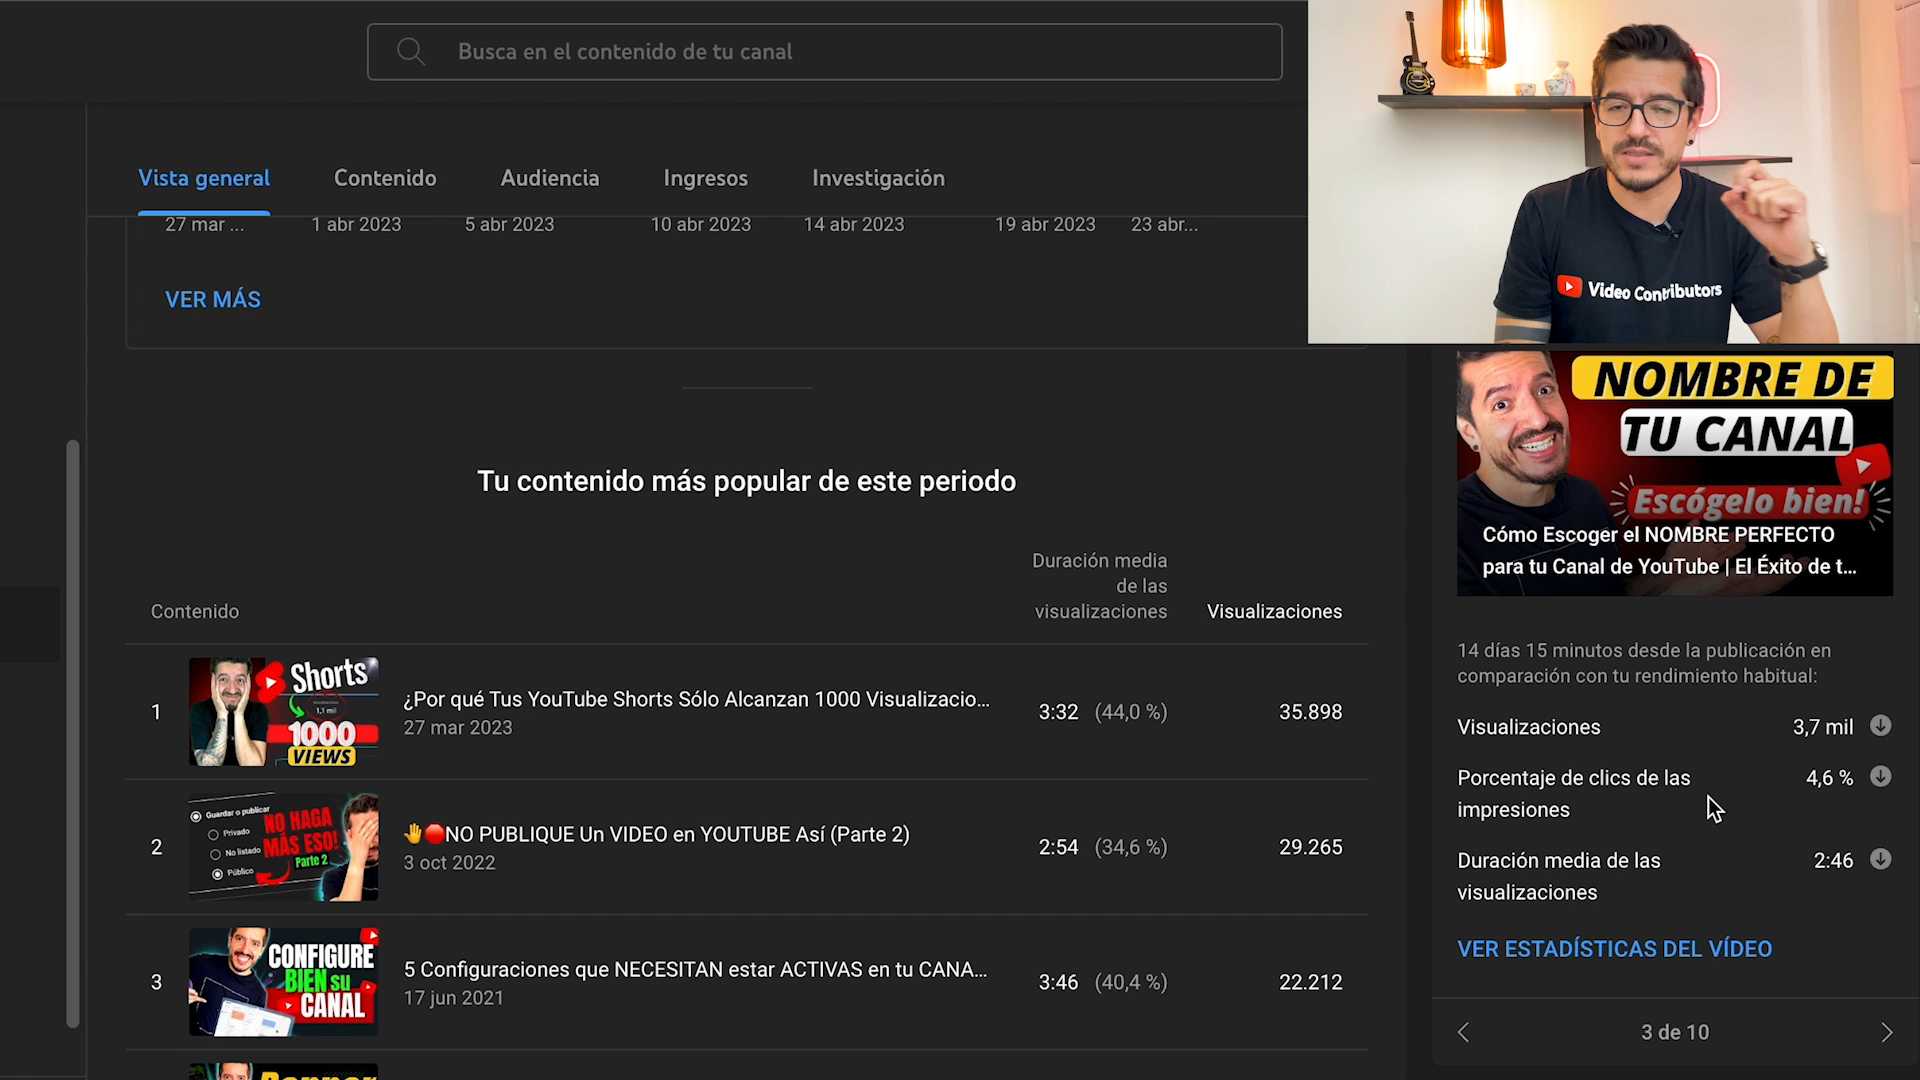 Busca en el contenido de tu canal
Vista general
Contenido
Audiencia
Ingresos
Investigación
27 mar ...
1 abr 2023
5 abr 2023
10 abr 2023
14 abr 2023
19 abr 2023
23 abr...
VER MÁS
Video Contributors
Tu contenido más popular de este periodo
Contenido
Duración media
de las
visualizaciones
Visualizaciones
1
Shorts
1,1 mil
1000
VIEWS
¿Por qué Tus YouTube Shorts Sólo Alcanzan 1000 Visualizacio...
27 mar 2023
3:32 (44,0 %)
35.898
2
Guardar o publicar
Privado
No listado
Público
NO HAGA
MÁS ESO!
Parte 2
🤚🛑NO PUBLIQUE Un VIDEO en YOUTUBE Así (Parte 2)
3 oct 2022
2:54 (34,6 %)
29.265
3
CONFIGURE
BIEN SU
CANAL
5 Configuraciones que NECESITAN estar ACTIVAS en tu CANA...
17 jun 2021
3:46 (40,4 %)
22.212
NOMBRE DE
TU CANAL
Escógelo bien!
Cómo Escoger el NOMBRE PERFECTO
para tu Canal de YouTube | El Éxito de t...
14 días 15 minutos desde la publicación en
comparación con tu rendimiento habitual:
Visualizaciones
3,7 mil
Porcentaje de clics de las
impresiones
4,6 %
Duración media de las
visualizaciones
2:46
VER ESTADÍSTICAS DEL VÍDEO
3 de 10